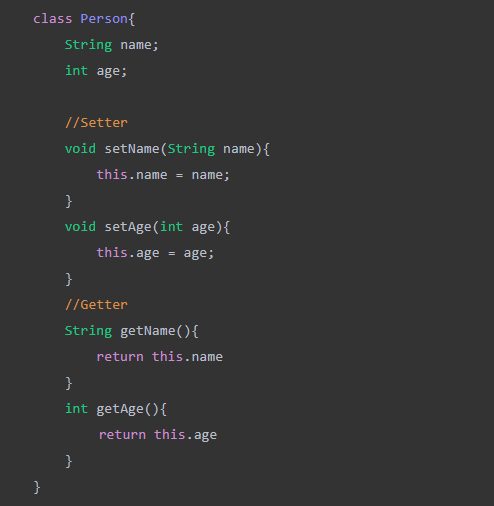 class Person{
    String name;
    int age;

    //Setter
    void setName(String name){
        this.name = name;
    }
    void setAge(int age){
        this.age = age;
    }
    //Getter
    String getName(){
        return this.name
    }
    int getAge(){
        return this.age
    }
}